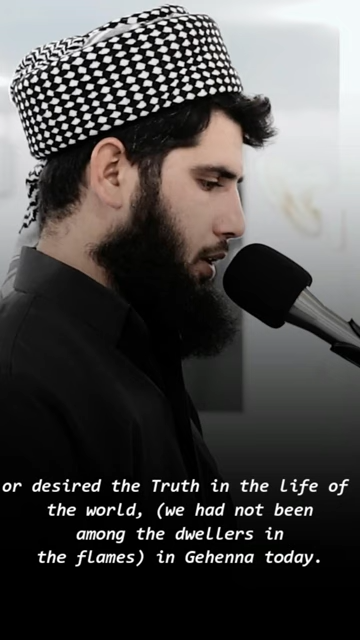 or desired the Truth in the life of
the world, (we had not been
among the dwellers in
the flames) in Gehenna today.